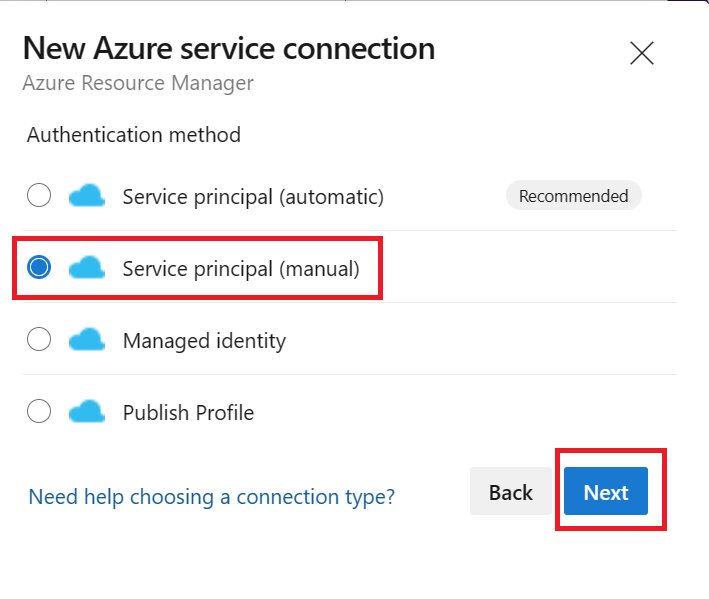 New Azure service connection
Azure Resource Manager
Authentication method
Service principal (automatic)
Recommended
Service principal (manual)
Managed identity
Publish Profile
Need help choosing a connection type?
Back
Next